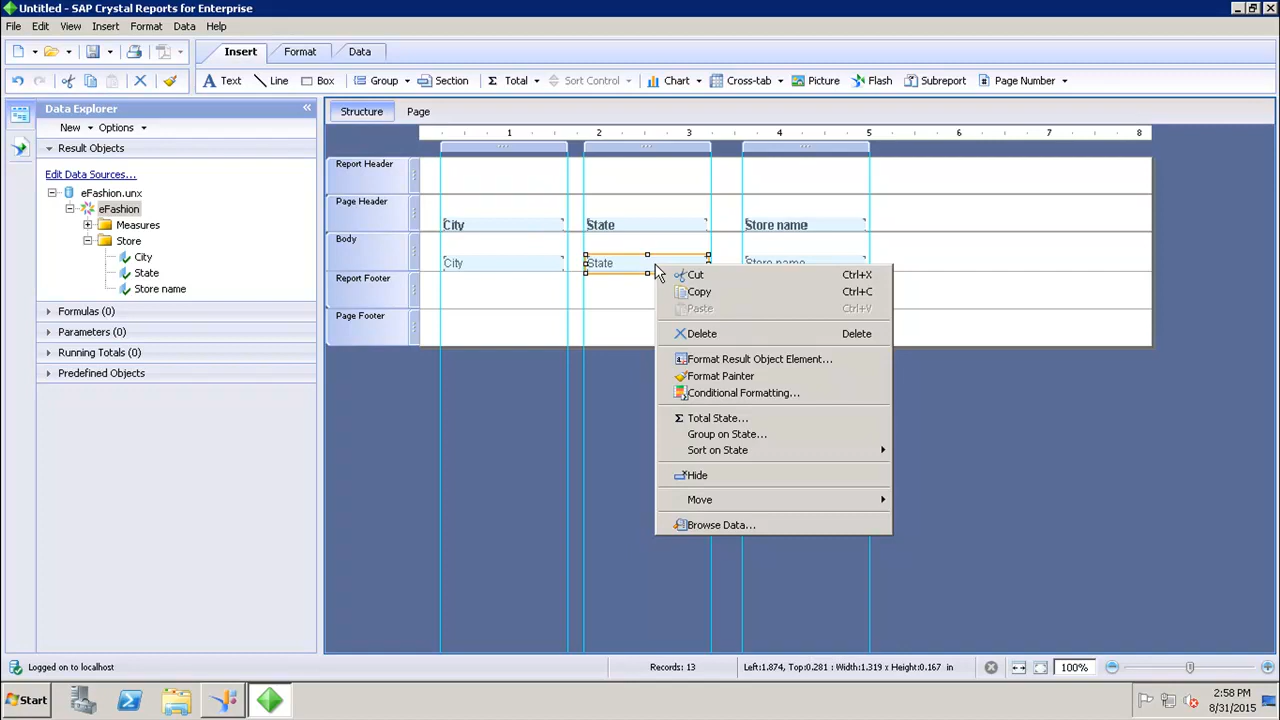 Untitled - SAP Crystal Reports for Enterprise
File Edit View Insert Format Data Help
Insert Format Data
Text Line Box Group Section Total Sort Control Chart Cross-tab Picture Flash Subreport Page Number
Data Explorer
Structure Page
New Options
1 2 3 4 5 6 7 8
Result Objects
Report Header
Edit Data Sources...
eFashion.unx
Page Header
eFashion
Measures
City State Store name
Store
Body
City
City State Store name
State
Report Footer
Store name
Formulas (0)
Page Footer
Parameters (0)
Running Totals (0)
Predefined Objects
Cut Ctrl+X
Copy Ctrl+C
Paste Ctrl+V
Delete Delete
Format Result Object Element...
Format Painter
Conditional Formatting...
Total State...
Group on State...
Sort on State
Hide
Move
Browse Data...
Logged on to localhost
Records: 13
Left:1.874, Top:0.281 : Width:1.319 x Height:0.167 in
100%
Start
2:58 PM
8/31/2015